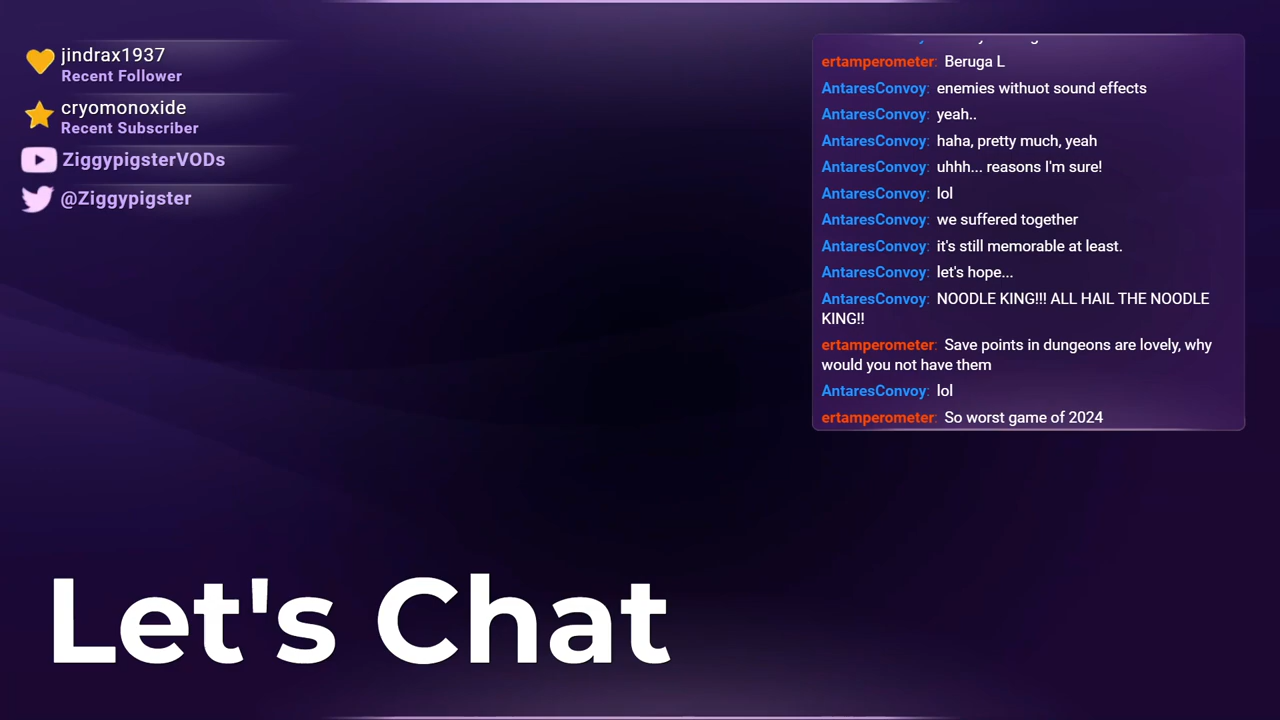 jindrax1937
Recent Follower
cryomonoxide
Recent Subscriber
ZiggypigsterVODs
@Ziggypigster
ertamperometer: Beruga L
AntaresConvoy: enemies withuot sound effects
AntaresConvoy: yeah..
AntaresConvoy: haha, pretty much, yeah
AntaresConvoy: uhhh... reasons I'm sure!
AntaresConvoy: lol
AntaresConvoy: we suffered together
AntaresConvoy: it's still memorable at least.
AntaresConvoy: let's hope...
AntaresConvoy: NOODLE KING!!! ALL HAIL THE NOODLE
KING!!
ertamperometer: Save points in dungeons are lovely, why
would you not have them
AntaresConvoy: lol
ertamperometer: So worst game of 2024
Let's Chat